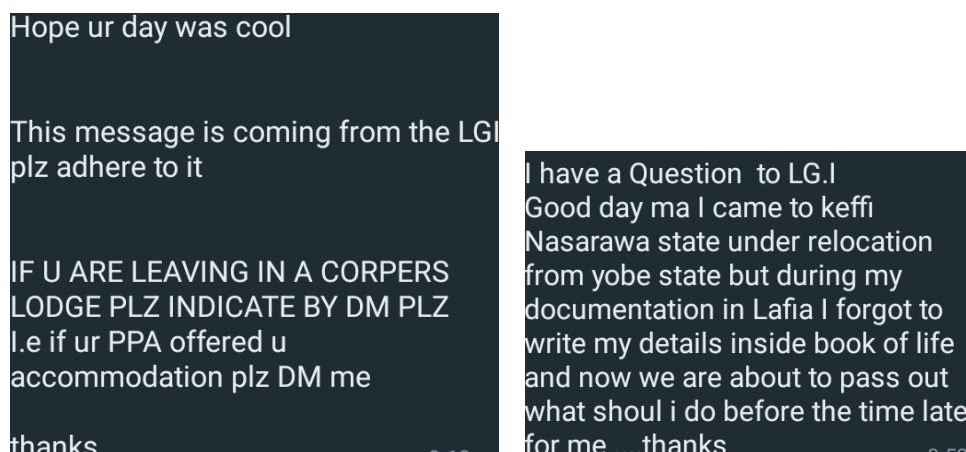 Hope ur day was cool
This message is coming from the LGI
plz adhere to it
IF U ARE LEAVING IN A CORPERS
LODGE PLZ INDICATE BY DM PLZ
I.e if ur PPA offered u
accommodation plz DM me
thanks
I have a Question to LG.I
Good day ma I came to keffi
Nasarawa state under relocation
from yobe state but during my
documentation in Lafia I forgot to
write my details inside book of life
and now we are about to pass out
what shoul i do before the time late
for me thanks